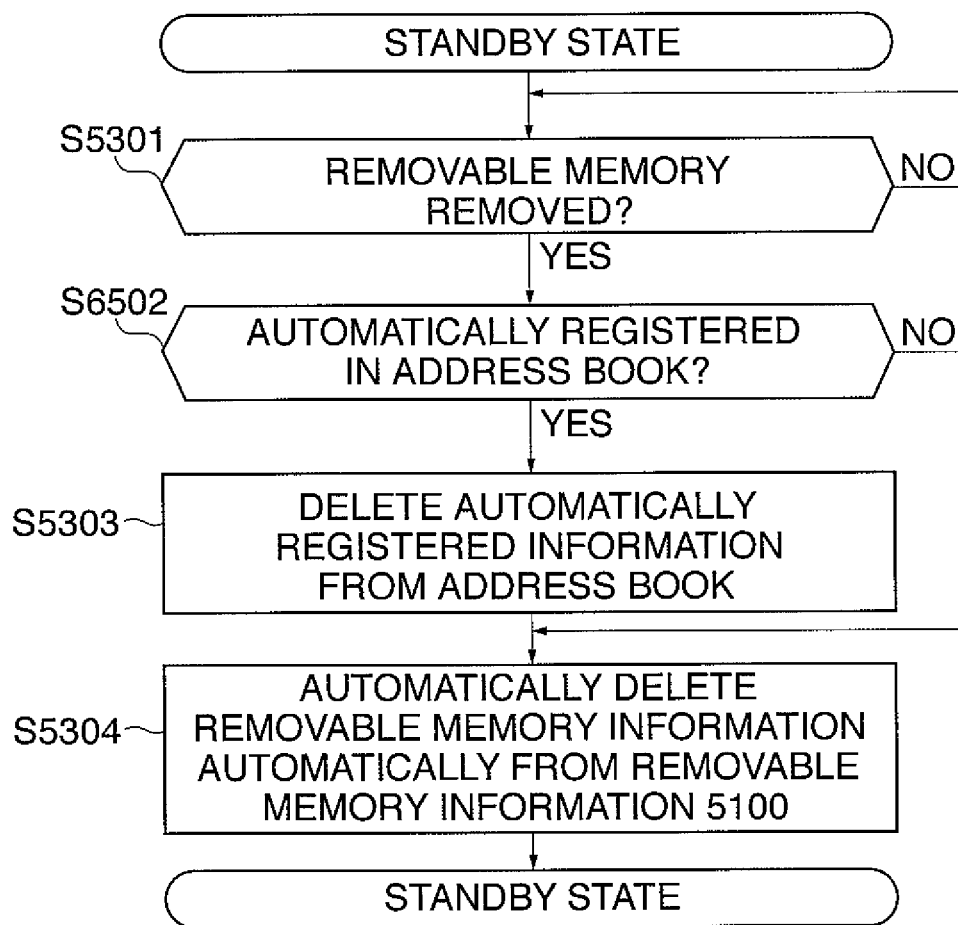 STANDBY STATE
S5301
REMOVABLE MEMORY
REMOVED?
NO
YES
S6502
AUTOMATICALLY REGISTERED
IN ADDRESS BOOK?
NO
YES
S5303
DELETE AUTOMATICALLY
REGISTERED INFORMATION
FROM ADDRESS BOOK
S5304
AUTOMATICALLY DELETE
REMOVABLE MEMORY INFORMATION
AUTOMATICALLY FROM REMOVABLE
MEMORY INFORMATION 5100
STANDBY STATE